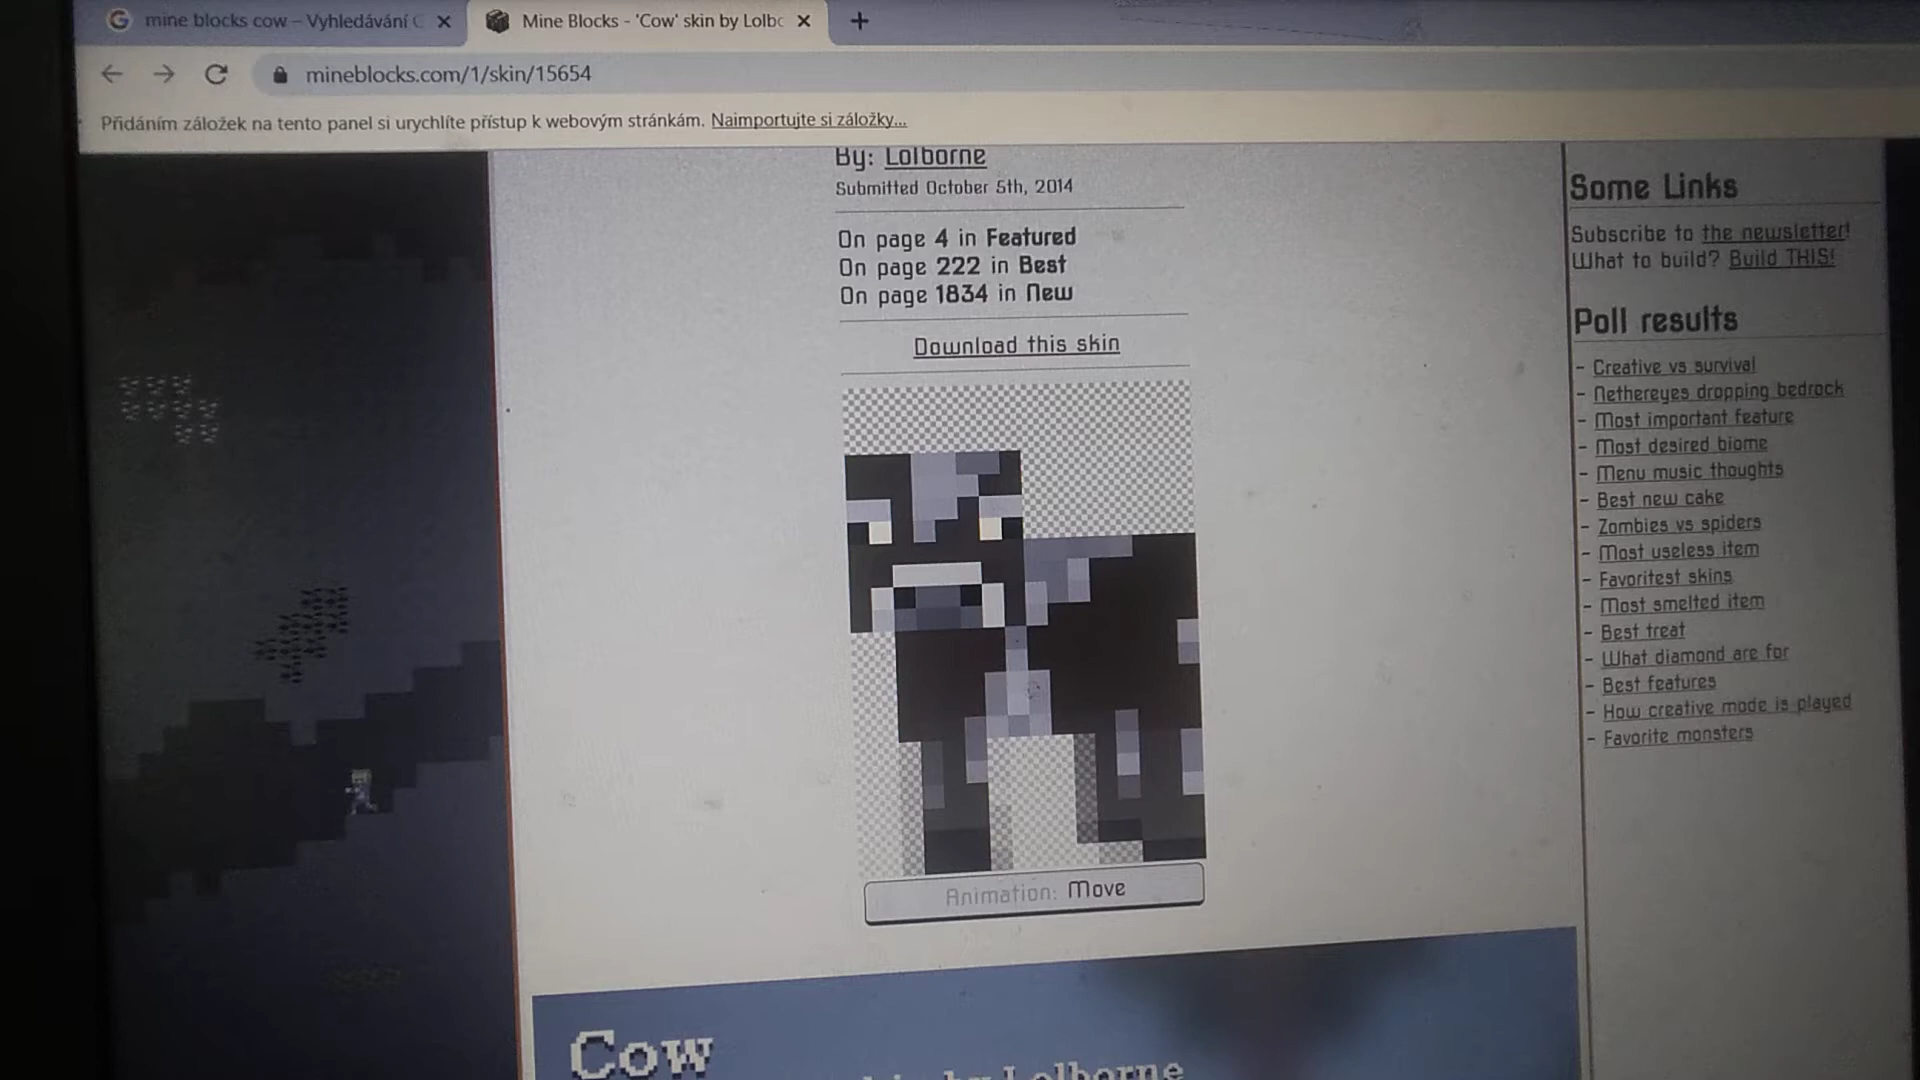 mine blocks cow – Vyhledávání
Mine Blocks - 'Cow' skin by Lolbo
mineblocks.com/1/skin/15654
Přidáním záložek na tento panel si urychlíte přístup k webovým stránkám. Naimportujte si záložky...
By: Lolborne
Submitted October 5th, 2014
On page 4 in Featured
On page 222 in Best
On page 1834 in New
Download this skin
Animation: Move
Cow
by Lolborne
Some Links
Subscribe to the newsletter!
What to build? Build THIS!
Poll results
- Creative vs survival
- Nethereyes dropping bedrock
- Most important feature
- Most desired biome
- Menu music thoughts
- Best new cake
- Zombies vs spiders
- Most useless item
- Favoritest skins
- Most smelted item
- Best treat
- What diamond are for
- Best features
- How creative mode is played
- Favorite monsters